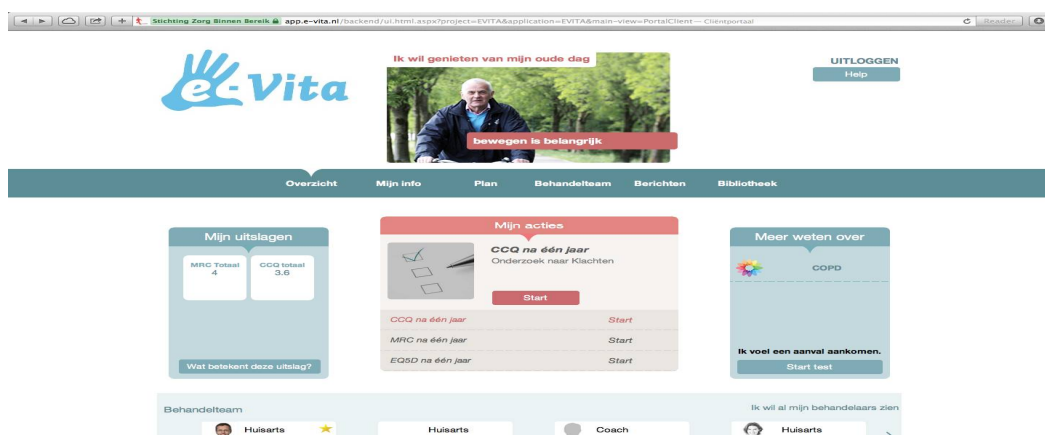 Stichting Zorg Binnen Bereik app.e-vita.nl/backend/ui.html.aspx?project=EVITA&application=EVITA&main-view=PortalClient — Clientportaal
Reader
e-Vita
Ik wil genieten van mijn oude dag
bewegen is belangrijk
UITLOGGEN
Help
Overzicht Mijn info Plan Behandelteam Berichten Bibliotheek
Mijn uitslagen
MRC Totaal
4
CCQ totaal
3.6
Wat betekent deze uitslag?
Mijn acties
CCQ na één jaar
Onderzoek naar Klachten
Start
CCQ na één jaar Start
MRC na één jaar Start
EQ5D na één jaar Start
Meer weten over
COPD
Ik voel een aanval aankomen.
Start test
Behandelteam
Ik wil al mijn behandelaars zien
Huisarts Huisarts Coach Huisarts